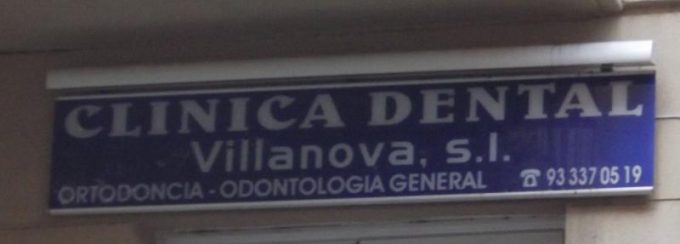 CLINICA DENTAL
Villanova, s.l.
ORTODONCIA - ODONTOLOGIA GENERAL ☎ 93 337 05 19